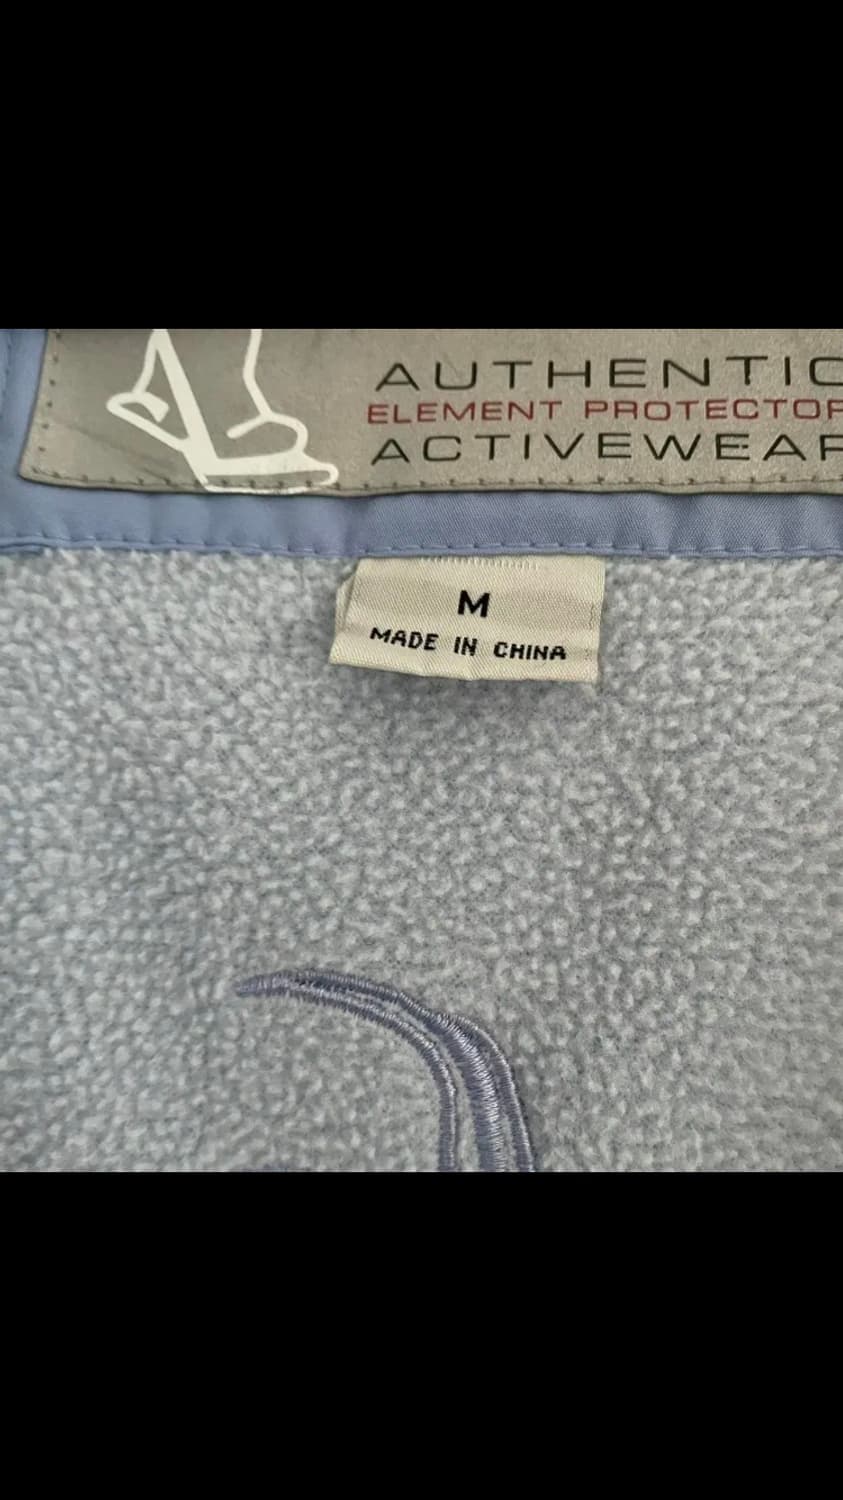 AUTHENTIC
ELEMENT PROTECTOR
ACTIVEWEAR
M
MADE IN CHINA